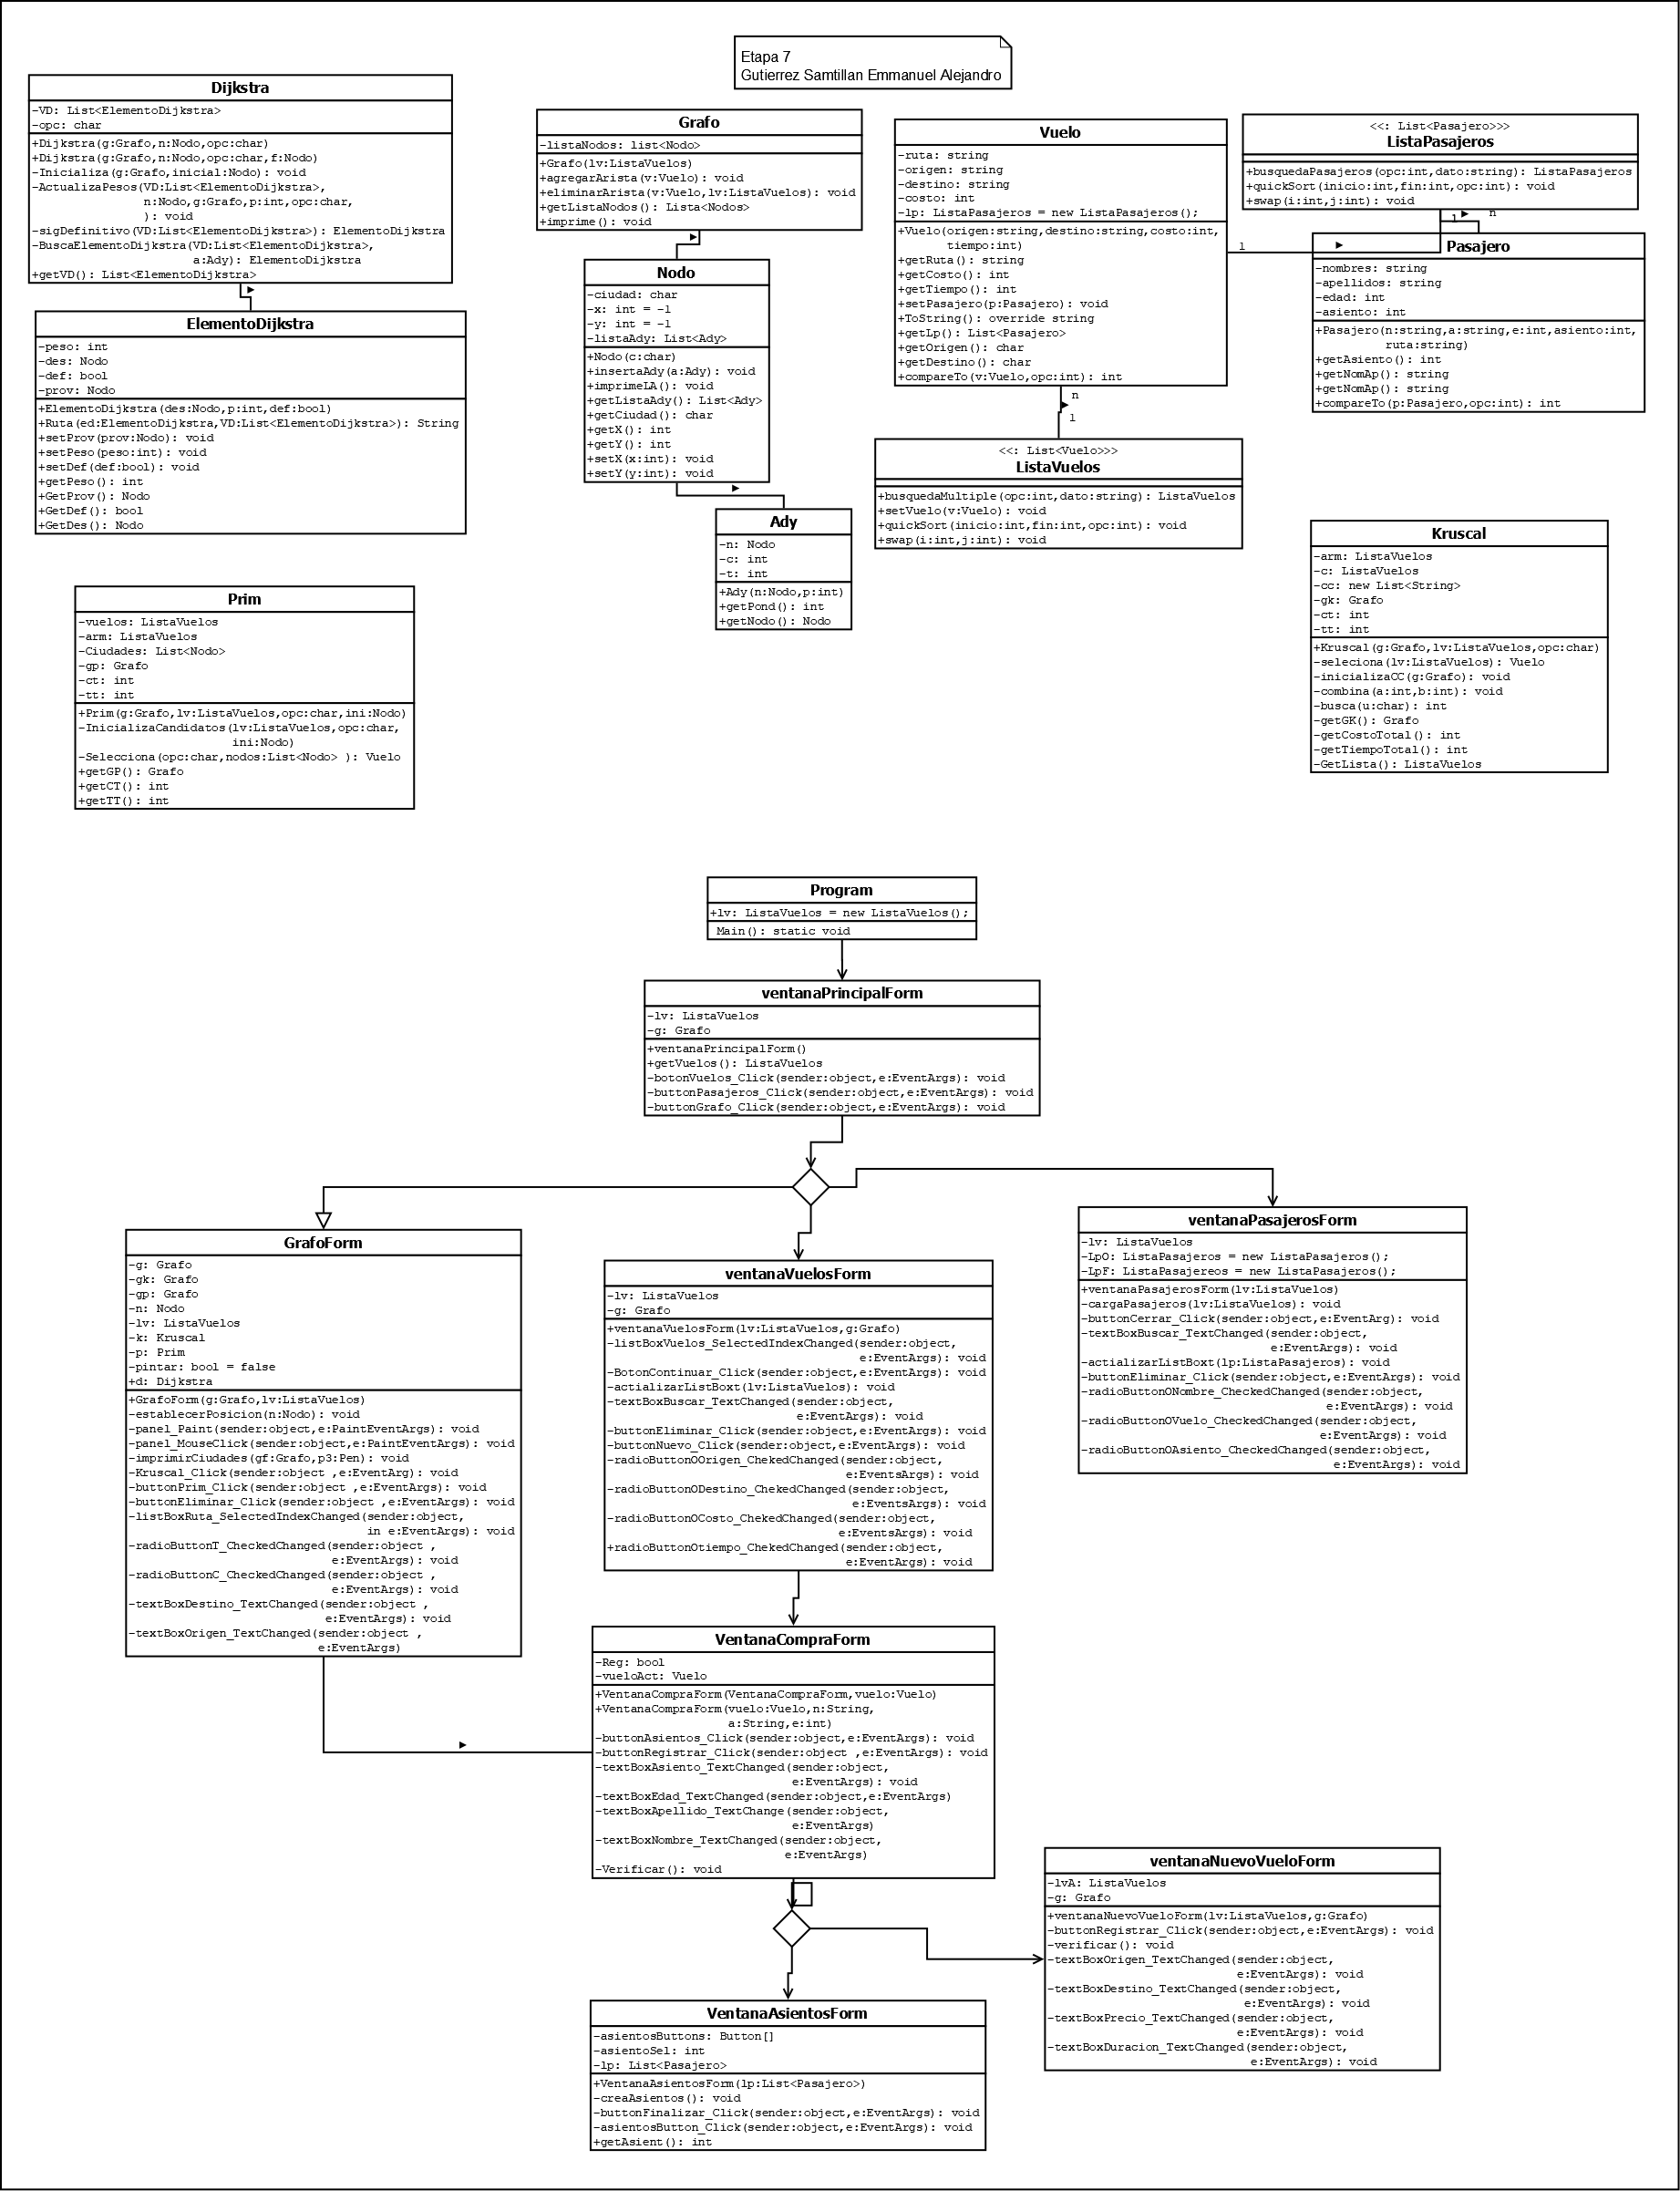 Etapa 7
Gutierrez Samtillan Emmanuel Alejandro
Dijkstra
-VD: List<ElementoDijkstra>
-opc: char
+Dijkstra(g:Grafo,n:Nodo,opc:char)
+Dijkstra(g:Grafo,n:Nodo,opc:char,f:Nodo)
-Inicializa(g:Grafo,inicial:Nodo): void
-ActualizaPesos(VD:List<ElementoDijkstra>,
n:Nodo,g:Grafo,p:int,opc:char,
): void
-sigDefinitivo(VD:List<ElementoDijkstra>): ElementoDijkstra
-BuscaElementoDijkstra(VD:List<ElementoDijkstra>,
a:Ady): ElementoDijkstra
+getVD(): List<ElementoDijkstra>
ElementoDijkstra
-peso: int
-des: Nodo
-def: bool
-prov: Nodo
+ElementoDijkstra(des:Nodo,p:int,def:bool)
+Ruta(ed:ElementoDijkstra,VD:List<ElementoDijkstra>): String
+setProv(prov:Nodo): void
+setPeso(peso:int): void
+setDef(def:bool): void
+getPeso(): int
+GetProv(): Nodo
+GetDef(): bool
+GetDes(): Nodo
Prim
-vuelos: ListaVuelos
-arm: ListaVuelos
-Ciudades: List<Nodo>
-gp: Grafo
-ct: int
-tt: int
+Prim(g:Grafo,lv:ListaVuelos,opc:char,ini:Nodo)
-InicializaCandidatos(lv:ListaVuelos,opc:char,
ini:Nodo)
-Selecciona(opc:char,nodos:List<Nodo> ): Vuelo
+getGP(): Grafo
+getCT(): int
+getTT(): int
Grafo
-listaNodos: list<Nodo>
+Grafo(lv:ListaVuelos)
+agregarArista(v:Vuelo): void
+eliminarArista(v:Vuelo,lv:ListaVuelos): void
+getListaNodos(): Lista<Nodos>
+imprime(): void
Nodo
-ciudad: char
-x: int = -1
-y: int = -1
-listaAdy: List<Ady>
+Nodo(c:char)
+insertaAdy(a:Ady): void
+imprimeLA(): void
+getListaAdy(): List<Ady>
+getCiudad(): char
+getX(): int
+getY(): int
+setX(x:int): void
+setY(y:int): void
Ady
-n: Nodo
-c: int
-t: int
+Ady(n:Nodo,p:int)
+getPond(): int
+getNodo(): Nodo
Vuelo
-ruta: string
-origen: string
-destino: string
-costo: int
-lp: ListaPasajeros = new ListaPasajeros();
+Vuelo(origen:string,destino:string,costo:int,
tiempo:int)
+getRuta(): string
+getCosto(): int
+getTiempo(): int
+setPasajero(p:Pasajero): void
+ToString(): override string
+getLp(): List<Pasajero>
+getOrigen(): char
+getDestino(): char
+compareTo(v:Vuelo,opc:int): int
n
1
<<: List<Vuelo>>>
ListaVuelos
+busquedaMultiple(opc:int,dato:string): ListaVuelos
+setVuelo(v:Vuelo): void
+quickSort(inicio:int,fin:int,opc:int): void
+swap(i:int,j:int): void
<<: List<Pasajero>>>
ListaPasajeros
+busquedaPasajeros(opc:int,dato:string): ListaPasajeros
+quickSort(inicio:int,fin:int,opc:int): void
+swap(i:int,j:int): void
1
n
1
Pasajero
-nombres: string
-apellidos: string
-edad: int
-asiento: int
+Pasajero(n:string,a:string,e:int,asiento:int,
ruta:string)
+getAsiento(): int
+getNomAp(): string
+getNomAp(): string
+compareTo(p:Pasajero,opc:int): int
Kruscal
-arm: ListaVuelos
-c: ListaVuelos
-cc: new List<String>
-gk: Grafo
-ct: int
-tt: int
+Kruscal(g:Grafo,lv:ListaVuelos,opc:char)
-seleciona(lv:ListaVuelos): Vuelo
-inicializaCC(g:Grafo): void
-combina(a:int,b:int): void
-busca(u:char): int
-getGK(): Grafo
-getCostoTotal(): int
-getTiempoTotal(): int
-GetLista(): ListaVuelos
Program
+lv: ListaVuelos = new ListaVuelos();
Main(): static void
ventanaPrincipalForm
-lv: ListaVuelos
-g: Grafo
+ventanaPrincipalForm()
+getVuelos(): ListaVuelos
-botonVuelos_Click(sender:object,e:EventArgs): void
-buttonPasajeros_Click(sender:object,e:EventArgs): void
-buttonGrafo_Click(sender:object,e:EventArgs): void
GrafoForm
-g: Grafo
-gk: Grafo
-gp: Grafo
-n: Nodo
-lv: ListaVuelos
-k: Kruscal
-p: Prim
-pintar: bool = false
+d: Dijkstra
+GrafoForm(g:Grafo,lv:ListaVuelos)
-establecerPosicion(n:Nodo): void
-panel_Paint(sender:object,e:PaintEventArgs): void
-panel_MouseClick(sender:object,e:PaintEventArgs): void
-imprimirCiudades(gf:Grafo,p3:Pen): void
-Kruscal_Click(sender:object ,e:EventArg): void
-buttonPrim_Click(sender:object ,e:EventArgs): void
-buttonEliminar_Click(sender:object ,e:EventArgs): void
-listBoxRuta_SelectedIndexChanged(sender:object,
in e:EventArgs): void
-radioButtonT_CheckedChanged(sender:object ,
e:EventArgs): void
-radioButtonC_CheckedChanged(sender:object ,
e:EventArgs): void
-textBoxDestino_TextChanged(sender:object ,
e:EventArgs): void
-textBoxOrigen_TextChanged(sender:object ,
e:EventArgs)
ventanaVuelosForm
-lv: ListaVuelos
-g: Grafo
+ventanaVuelosForm(lv:ListaVuelos,g:Grafo)
-listBoxVuelos_SelectedIndexChanged(sender:object,
e:EventArgs): void
-BotonContinuar_Click(sender:object,e:EventArgs): void
-actializarListBoxt(lv:ListaVuelos): void
-textBoxBuscar_TextChanged(sender:object,
e:EventArgs): void
-buttonEliminar_Click(sender:object,e:EventArgs): void
-buttonNuevo_Click(sender:object,e:EventArgs): void
-radioButtonOOrigen_ChekedChanged(sender:object,
e:EventsArgs): void
-radioButtonODestino_ChekedChanged(sender:object,
e:EventsArgs): void
-radioButtonOCosto_ChekedChanged(sender:object,
e:EventsArgs): void
+radioButtonOtiempo_ChekedChanged(sender:object,
e:EventArgs): void
ventanaPasajerosForm
-lv: ListaVuelos
-LpO: ListaPasajeros = new ListaPasajeros();
-LpF: ListaPasajereos = new ListaPasajeros();
+ventanaPasajerosForm(lv:ListaVuelos)
-cargaPasajeros(lv:ListaVuelos): void
-buttonCerrar_Click(sender:object,e:EventArg): void
-textBoxBuscar_TextChanged(sender:object,
e:EventArgs): void
-actializarListBoxt(lp:ListaPasajeros): void
-buttonEliminar_Click(sender:object,e:EventArgs): void
-radioButtonONombre_CheckedChanged(sender:object,
e:EventArgs): void
-radioButtonOVuelo_CheckedChanged(sender:object,
e:EventArgs): void
-radioButtonOAsiento_CheckedChanged(sender:object,
e:EventArgs): void
VentanaCompraForm
-Reg: bool
-vueloAct: Vuelo
+VentanaCompraForm(VentanaCompraForm,vuelo:Vuelo)
+VentanaCompraForm(vuelo:Vuelo,n:String,
a:String,e:int)
-buttonAsientos_Click(sender:object,e:EventArgs): void
-buttonRegistrar_Click(sender:object ,e:EventArgs): void
-textBoxAsiento_TextChanged(sender:object,
e:EventArgs): void
-textBoxEdad_TextChanged(sender:object,e:EventArgs)
-textBoxApellido_TextChange(sender:object,
e:EventArgs)
-textBoxNombre_TextChanged(sender:object,
e:EventArgs)
-Verificar(): void
ventanaNuevoVueloForm
-lvA: ListaVuelos
-g: Grafo
+ventanaNuevoVueloForm(lv:ListaVuelos,g:Grafo)
-buttonRegistrar_Click(sender:object,e:EventArgs): void
-verificar(): void
-textBoxOrigen_TextChanged(sender:object,
e:EventArgs): void
-textBoxDestino_TextChanged(sender:object,
e:EventArgs): void
-textBoxPrecio_TextChanged(sender:object,
e:EventArgs): void
-textBoxDuracion_TextChanged(sender:object,
e:EventArgs): void
VentanaAsientosForm
-asientosButtons: Button[]
-asientoSel: int
-lp: List<Pasajero>
+VentanaAsientosForm(lp:List<Pasajero>)
-creaAsientos(): void
-buttonFinalizar_Click(sender:object,e:EventArgs): void
-asientosButton_Click(sender:object,e:EventArgs): void
+getAsient(): int